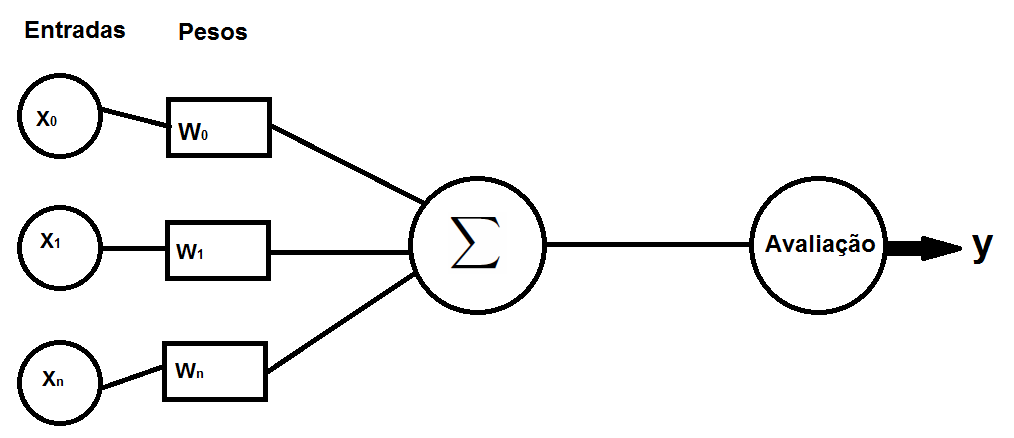 Entradas Pesos
X0 W0
X1 W1
Σ Avaliação y
Xn Wn